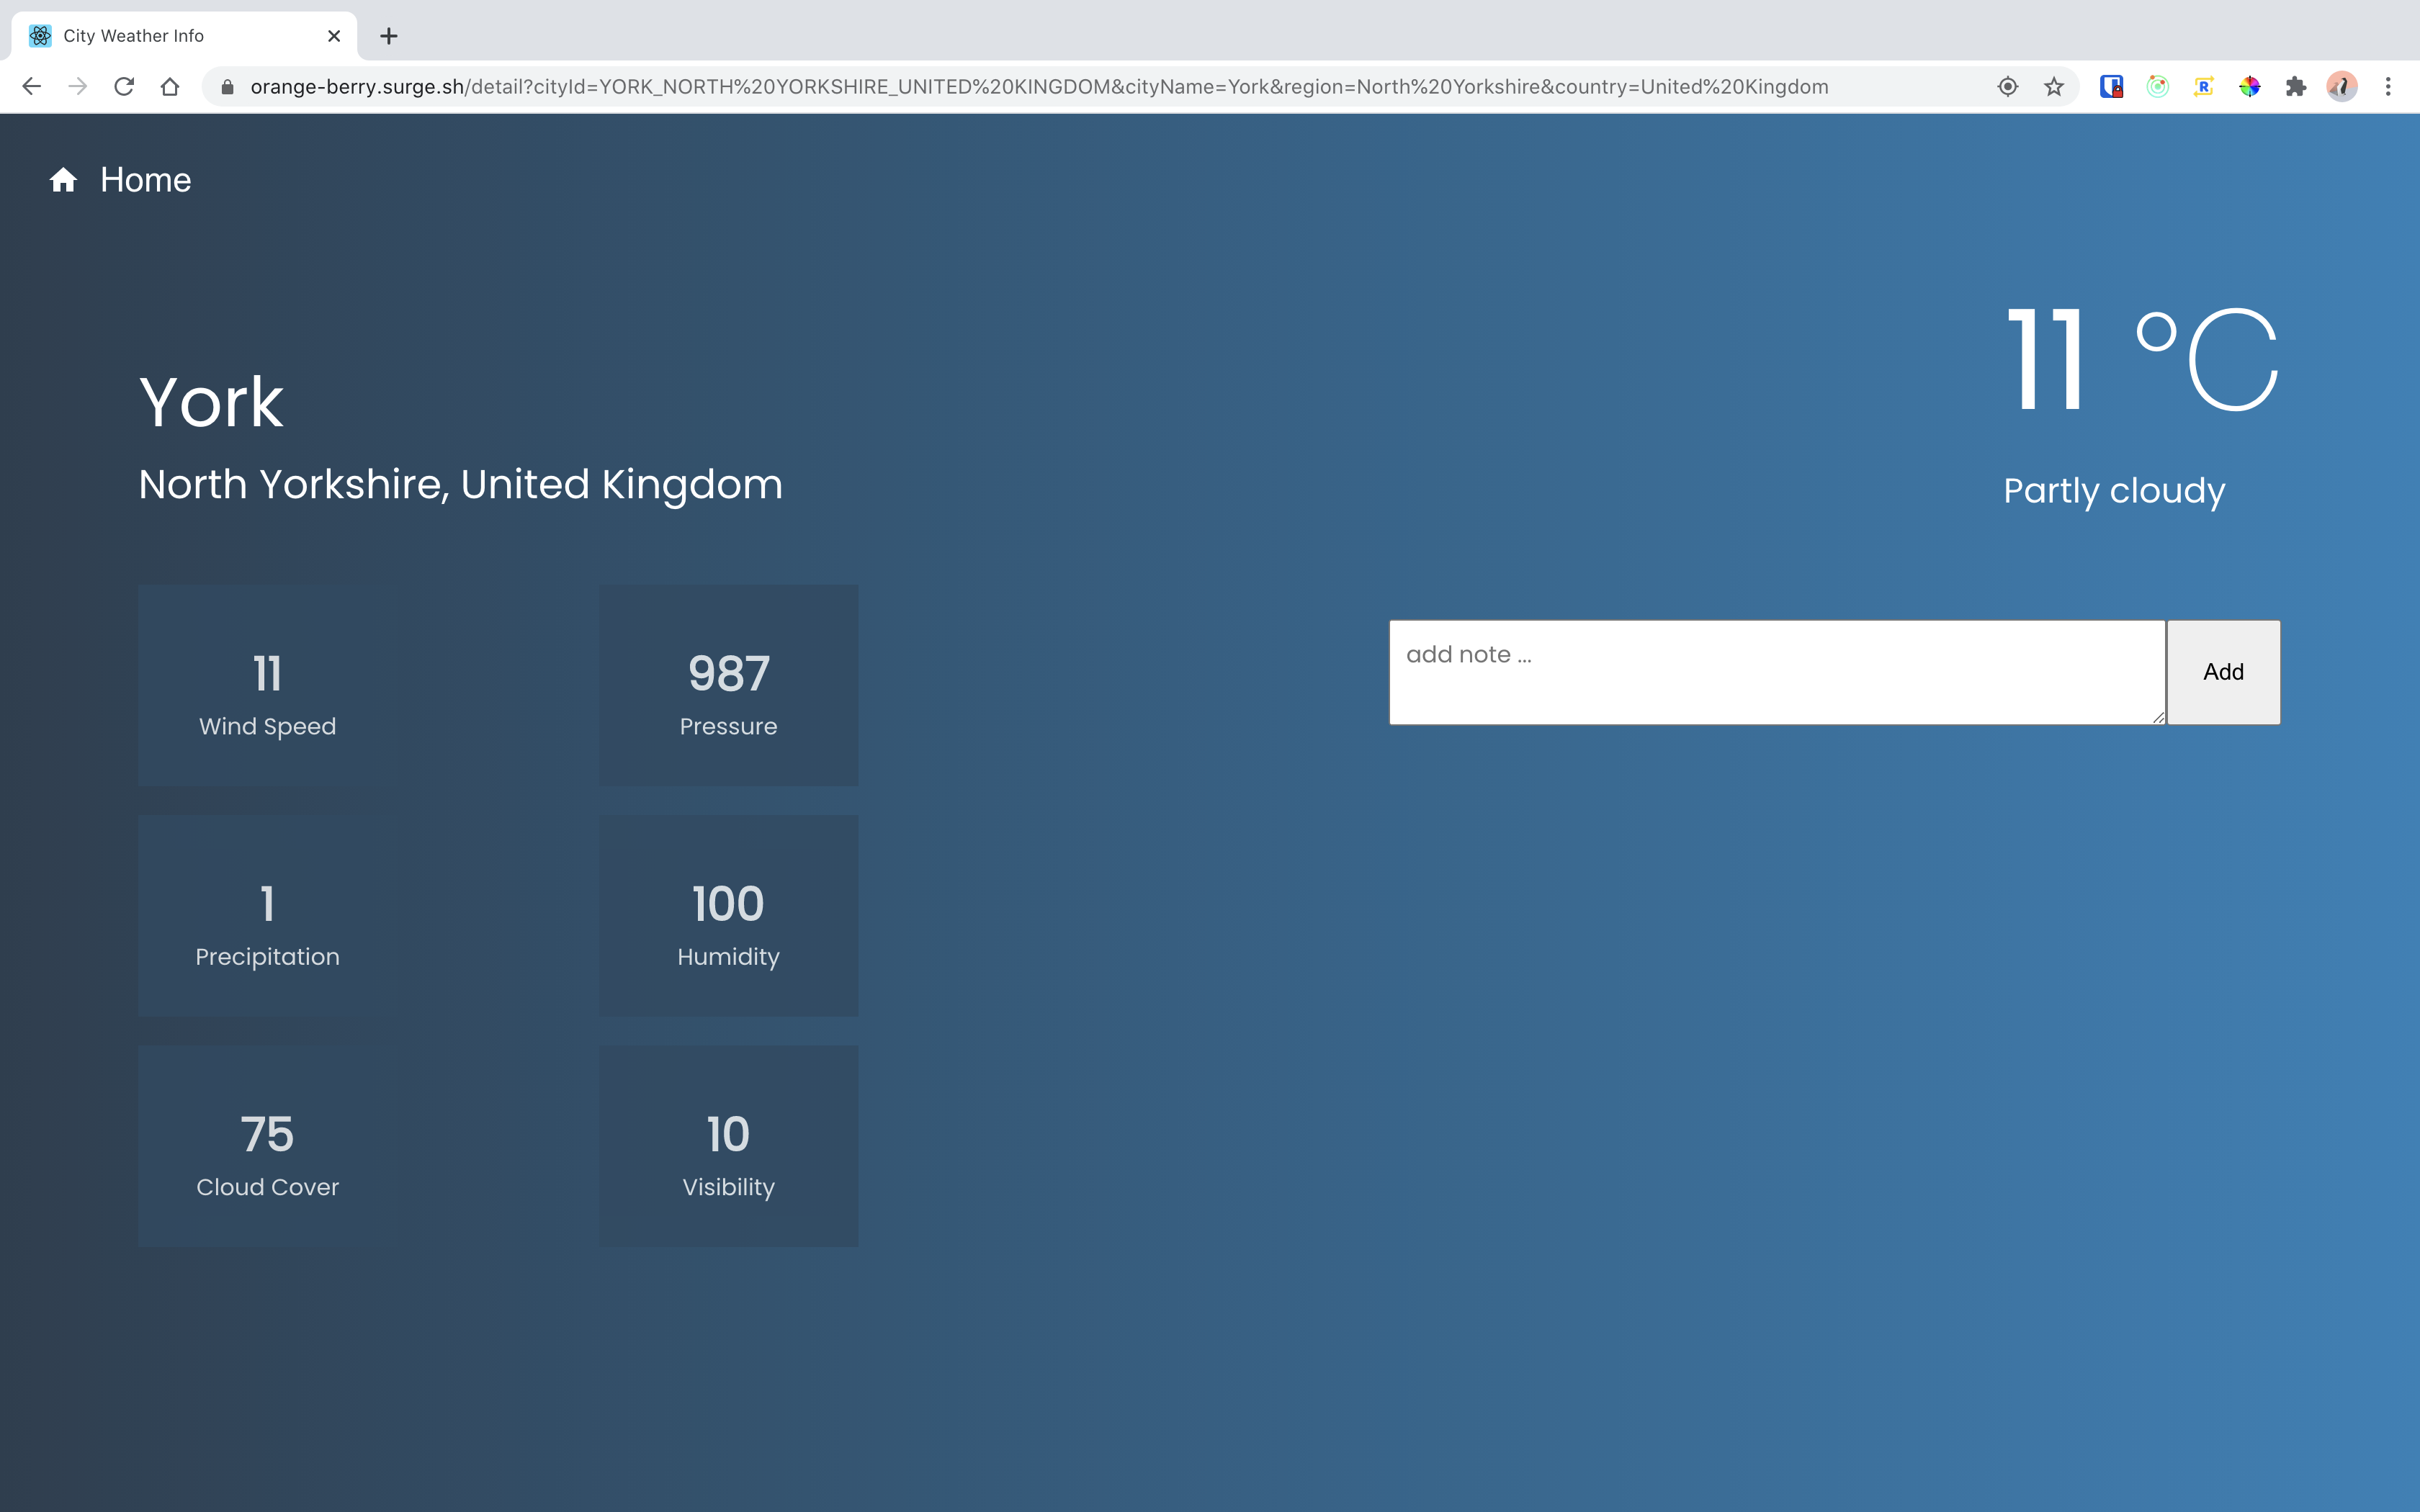 City Weather Info
orange-berry.surge.sh/detail?cityId=YORK_NORTH%20YORKSHIRE_UNITED%20KINGDOM&cityName=York&region=North%20Yorkshire&country=United%20Kingdom
Home
11 °C
York
North Yorkshire, United Kingdom
Partly cloudy
11
Wind Speed
987
Pressure
add note ...
Add
1
Precipitation
100
Humidity
75
Cloud Cover
10
Visibility